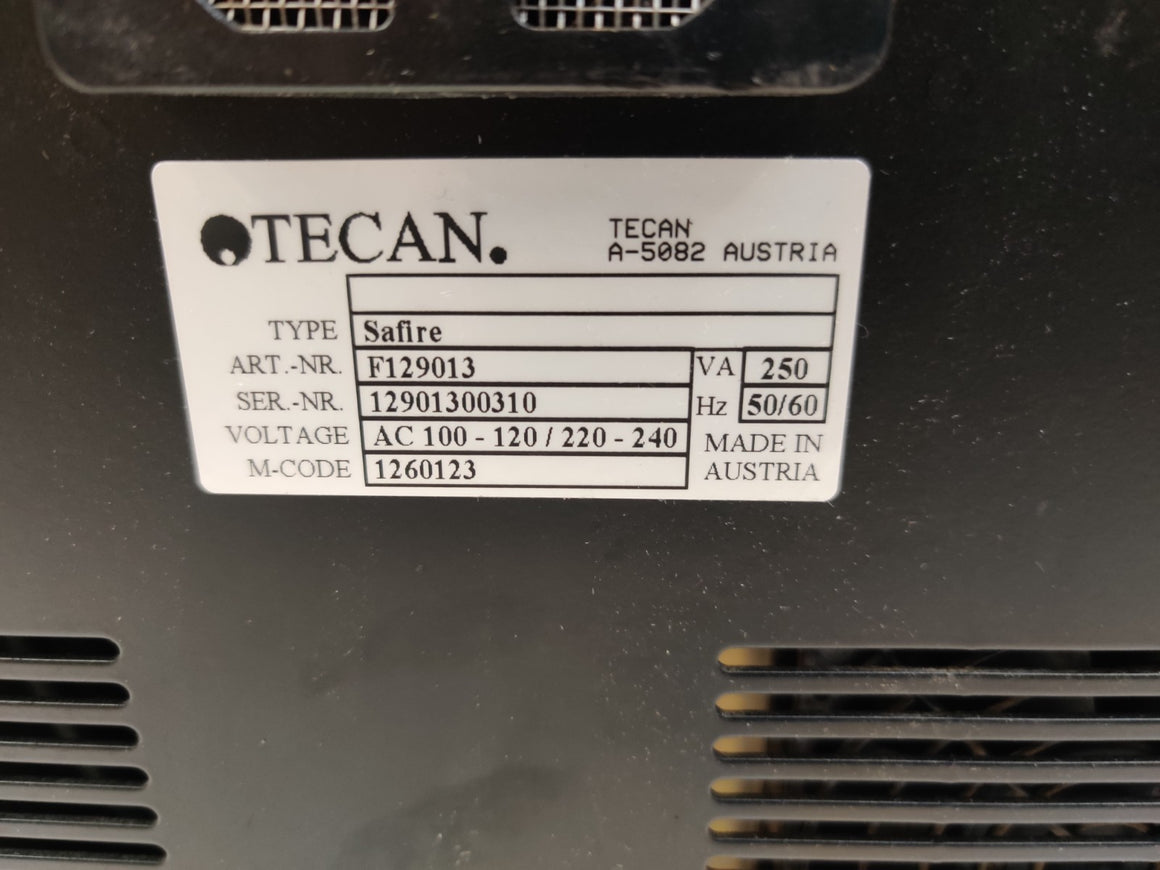 TECAN.
TECAN
A-5082 AUSTRIA
TYPE Safire
ART.-NR. F129013 VA 250
SER.-NR. 12901300310 Hz 50/60
VOLTAGE AC 100 - 120 / 220 - 240 MADE IN
M-CODE 1260123 AUSTRIA